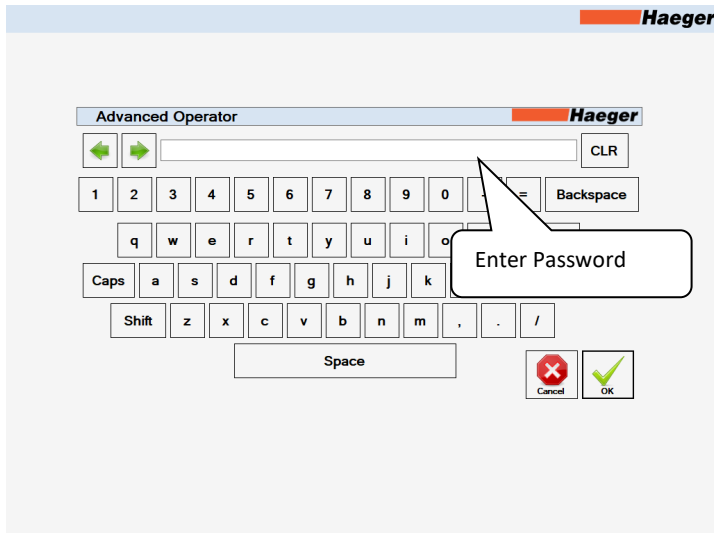 Haeger
Advanced Operator Haeger
CLR
1 2 3 4 5 6 7 8 9 0 - = Backspace
q w e r t y u i o
Enter Password
Caps a s d f g h j k
Shift z x c v b n m , . /
Space
Cancel OK